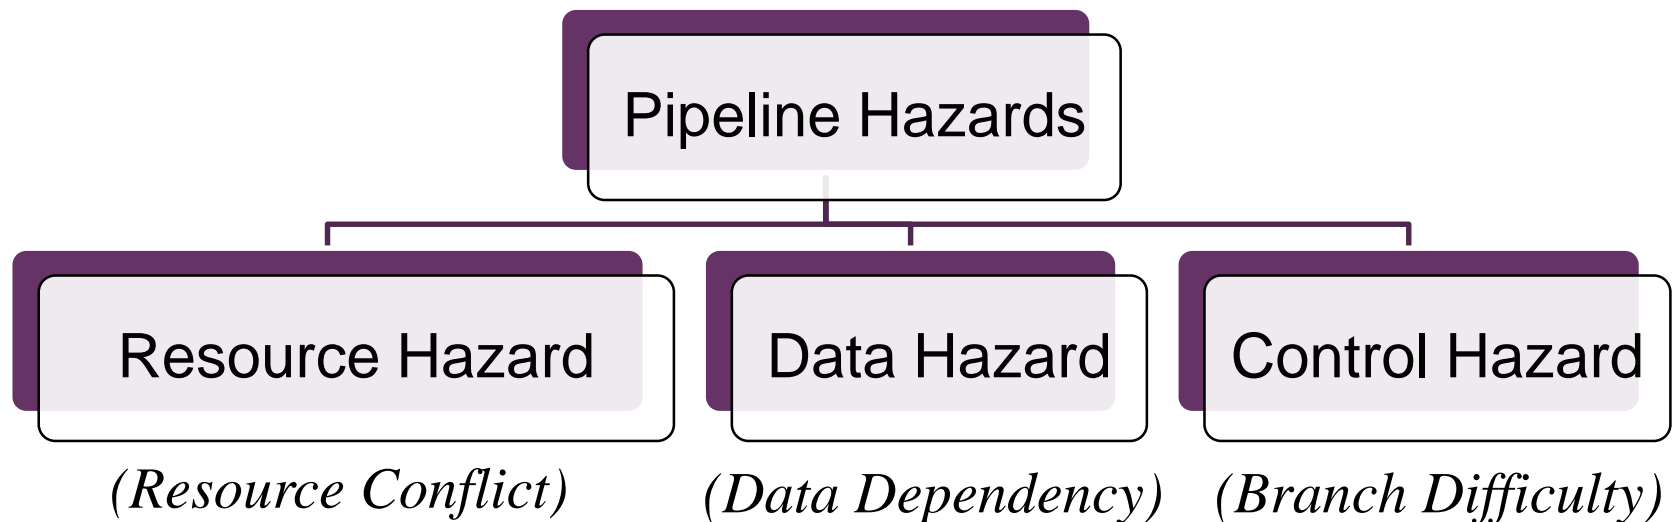 Pipeline Hazards
Resource Hazard
Data Hazard
Control Hazard
(Resource Conflict)
(Data Dependency)
(Branch Difficulty)